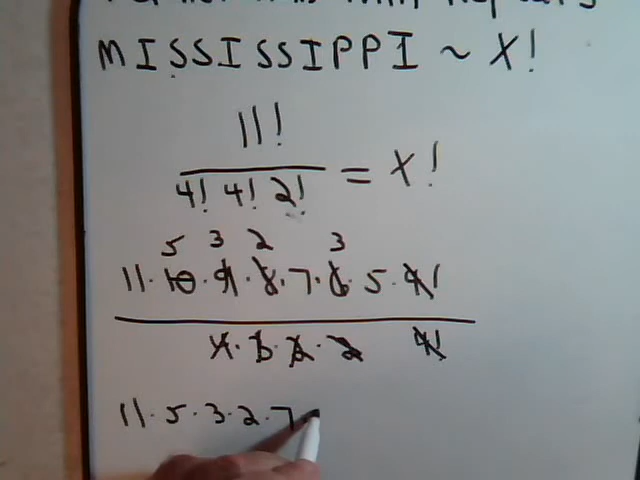 MISSISSIPPI ~ X!
11!
4! 4! 2! = X!
5 3 2 3
11·10·9·8·7·6·5·4!
4·3·2·2 4!
11·5·3·2·7·